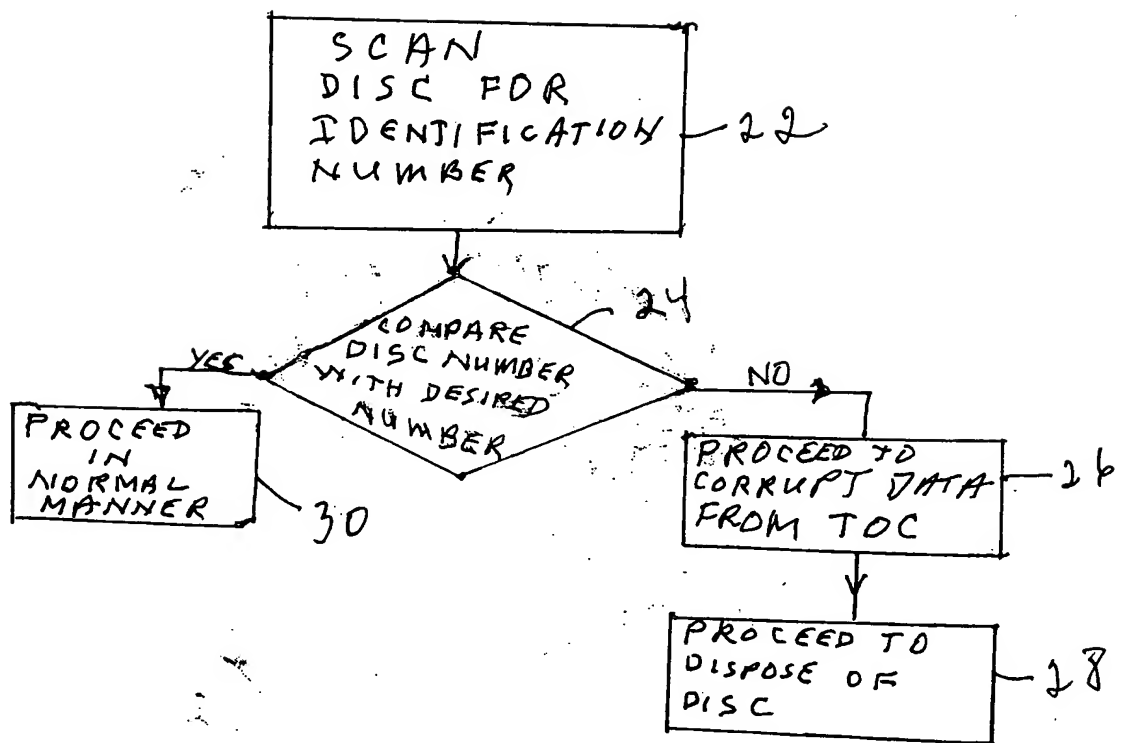 SCAN
DISC FOR
IDENTIFICATION
NUMBER
22
COMPARE
DISC NUMBER
WITH DESIRED
NUMBER
24
YES
NO
PROCEED
IN
NORMAL
MANNER
30
PROCEED TO
CORRUPT DATA
FROM TOC
26
PROCEED TO
DISPOSE OF
DISC
28